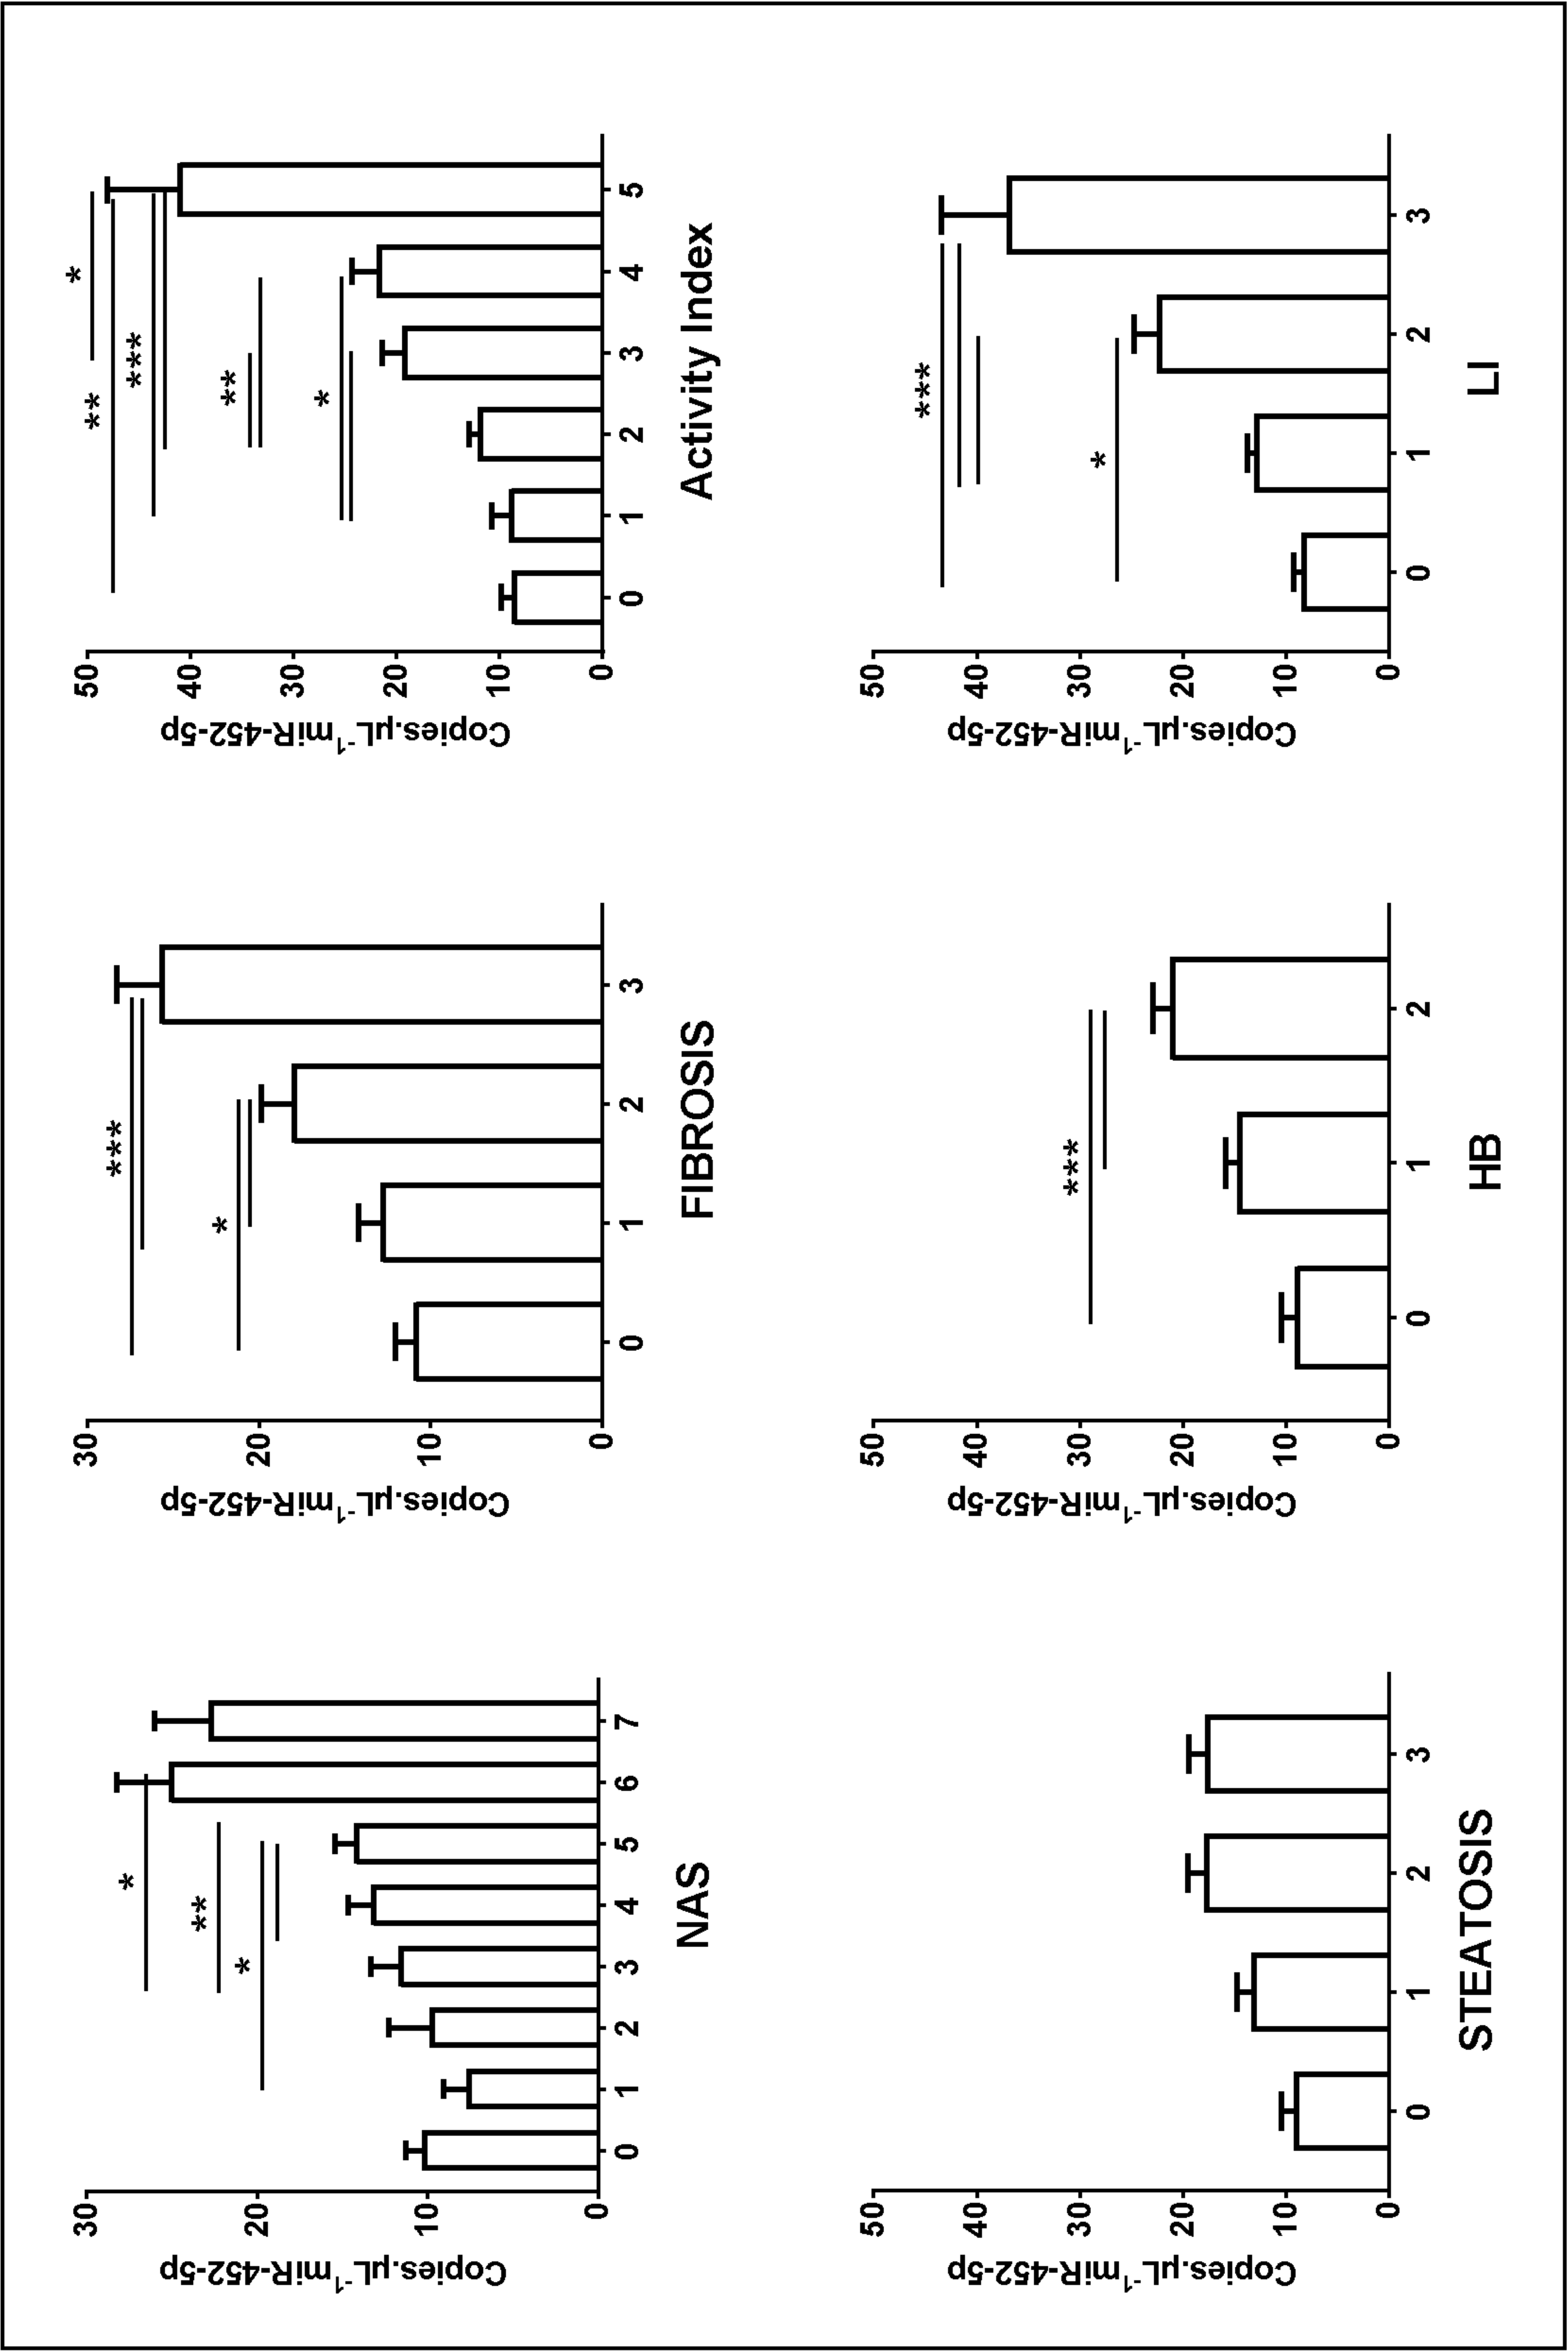 Copies.µL⁻¹miR-452-5p
30
20
10
0
*
**
*
0 1 2 3 4 5 6 7
NAS
Copies.µL⁻¹miR-452-5p
30
20
10
0
***
*
0 1 2 3
FIBROSIS
Copies.µL⁻¹miR-452-5p
50
40
30
20
10
0
*
**
***
**
*
0 1 2 3 4 5
Activity Index
Copies.µL⁻¹miR-452-5p
50
40
30
20
10
0
0 1 2 3
STEATOSIS
Copies.µL⁻¹miR-452-5p
50
40
30
20
10
0
***
0 1 2
HB
Copies.µL⁻¹miR-452-5p
50
40
30
20
10
0
***
*
0 1 2 3
LI